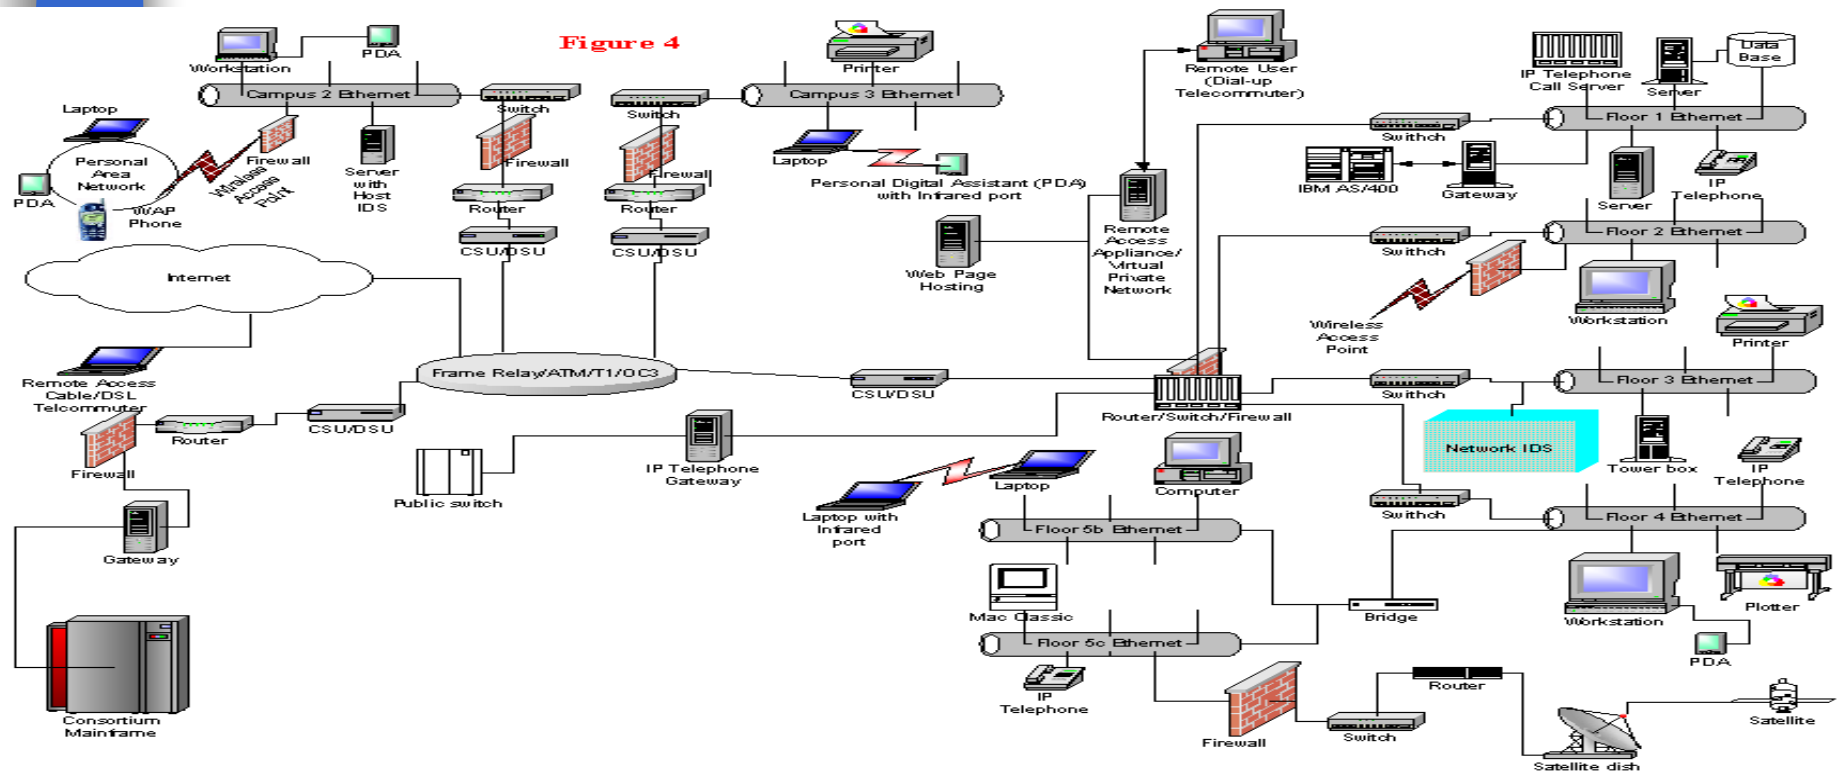 Figure 4
Workstation
PDA
Campus 2 Ethernet
Switch
Laptop
Personal
Area
Network
PDA
WAP
Phone
Firewall
Wireless
Access
Point
Server
with
Host
IDS
Firewall
Router
CSU/DSU
Printer
Campus 3 Ethernet
Switch
Firewall
Router
CSU/DSU
Laptop
Personal Digital Assistant (PDA)
with Infrared port
Remote User
(Dial-up
Telecommuter)
Remote
Access
Appliance/
Virtual
Private
Network
Web Page
Hosting
IP Telephone
Call Server
Server
Data
Base
Swithch
Floor 1 Ethernet
IBM AS/400
Gateway
Server
IP
Telephone
Swithch
Floor 2 Ethernet
Wireless
Access
Point
Workstation
Printer
Internet
Remote Access
Cable/DSL
Telcommuter
Frame Relay/ATM/T1/OC3
CSU/DSU
Router/Switch/Firewall
Swithch
Floor 3 Ethernet
Network IDS
Tower box
IP
Telephone
Router
CSU/DSU
Firewall
Gateway
Consortium
Mainframe
Public switch
IP Telephone
Gateway
Laptop with
Infrared
port
Laptop
Computer
Swithch
Floor 4 Ethernet
Floor 5b Ethernet
Mac Classic
Bridge
Workstation
Plotter
PDA
Floor 5c Ethernet
IP
Telephone
Firewall
Switch
Router
Satellite dish
Satellite